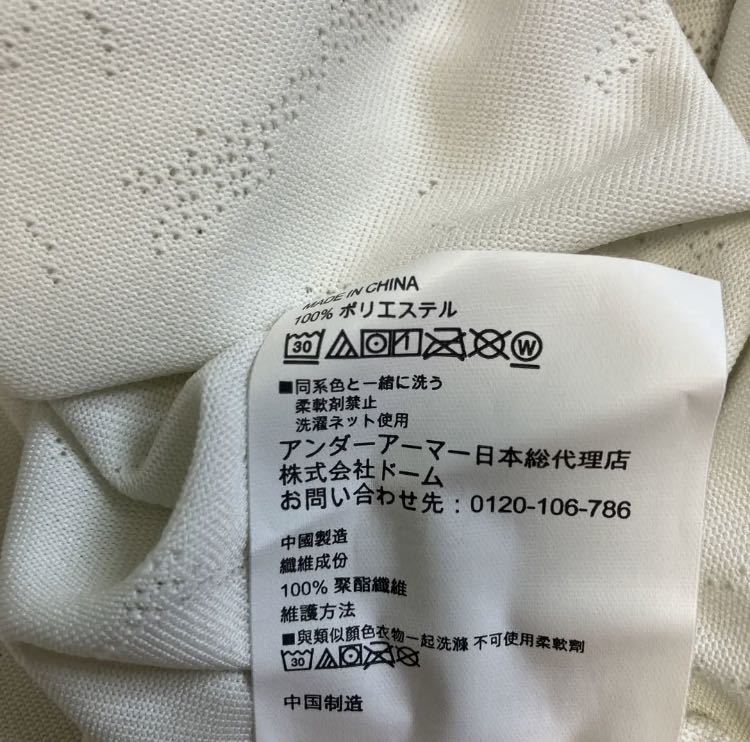 MADE IN CHINA
100% ポリエステル
30 W
■同系色と一緒に洗う
柔軟剤禁止
洗濯ネット使用
アンダーアーマー日本総代理店
株式会社ドーム
お問い合わせ先：0120-106-786
中國製造
纖維成份
100% 聚酯纖維
維護方法
■與類似顏色衣物一起洗滌 不可使用柔軟劑
30
中国制造